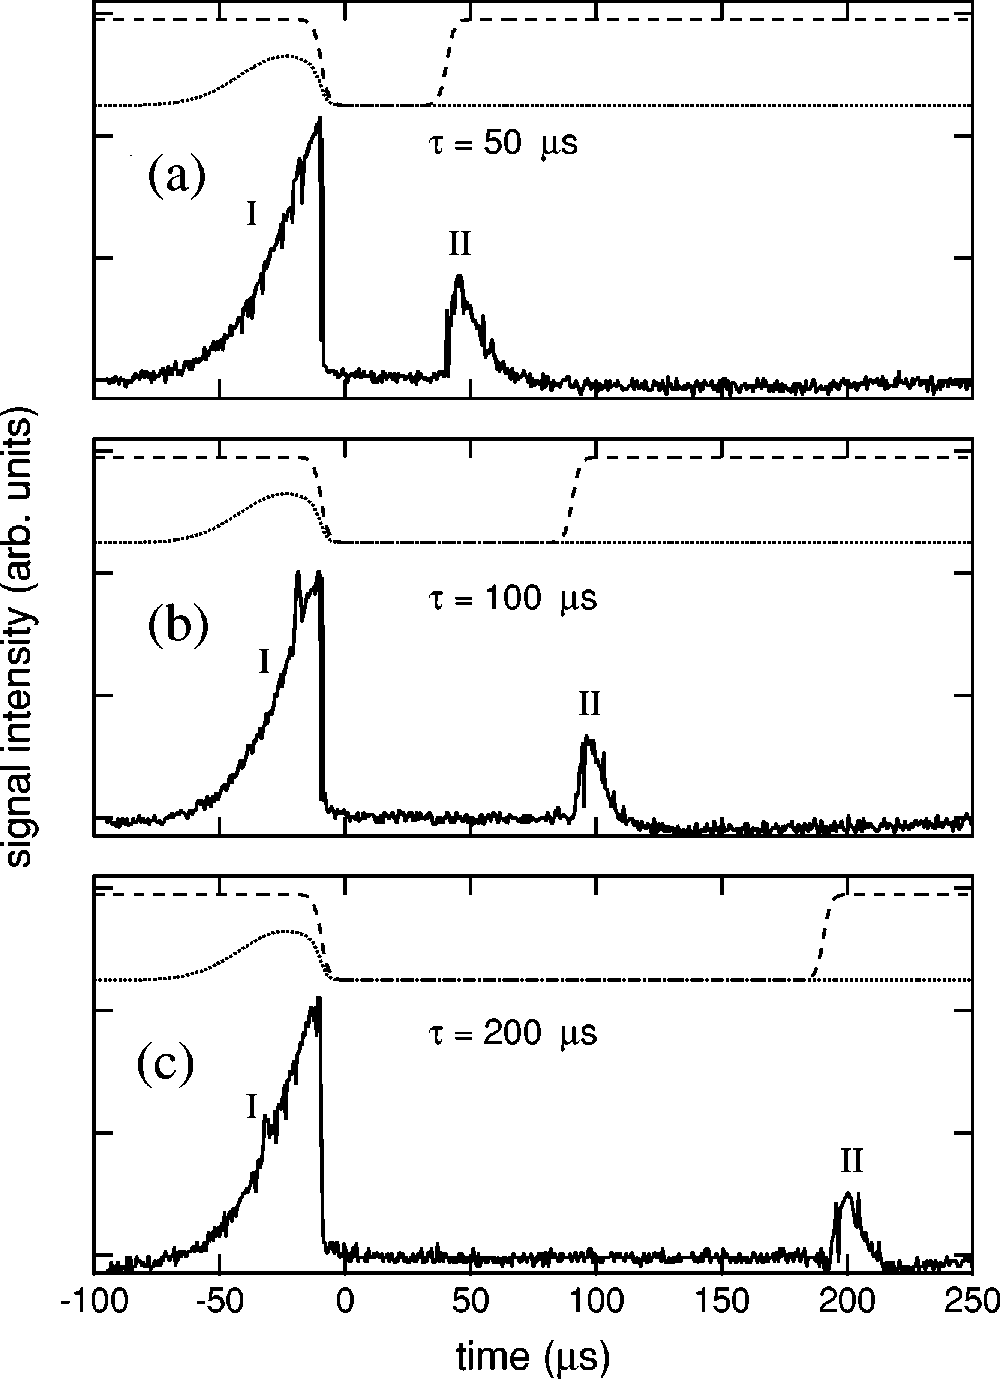 τ = 50 μs
(a)
I
II
τ = 100 μs
(b)
I
II
τ = 200 μs
(c)
I
II
signal intensity (arb. units)
-100 -50 0 50 100 150 200 250
time (μs)